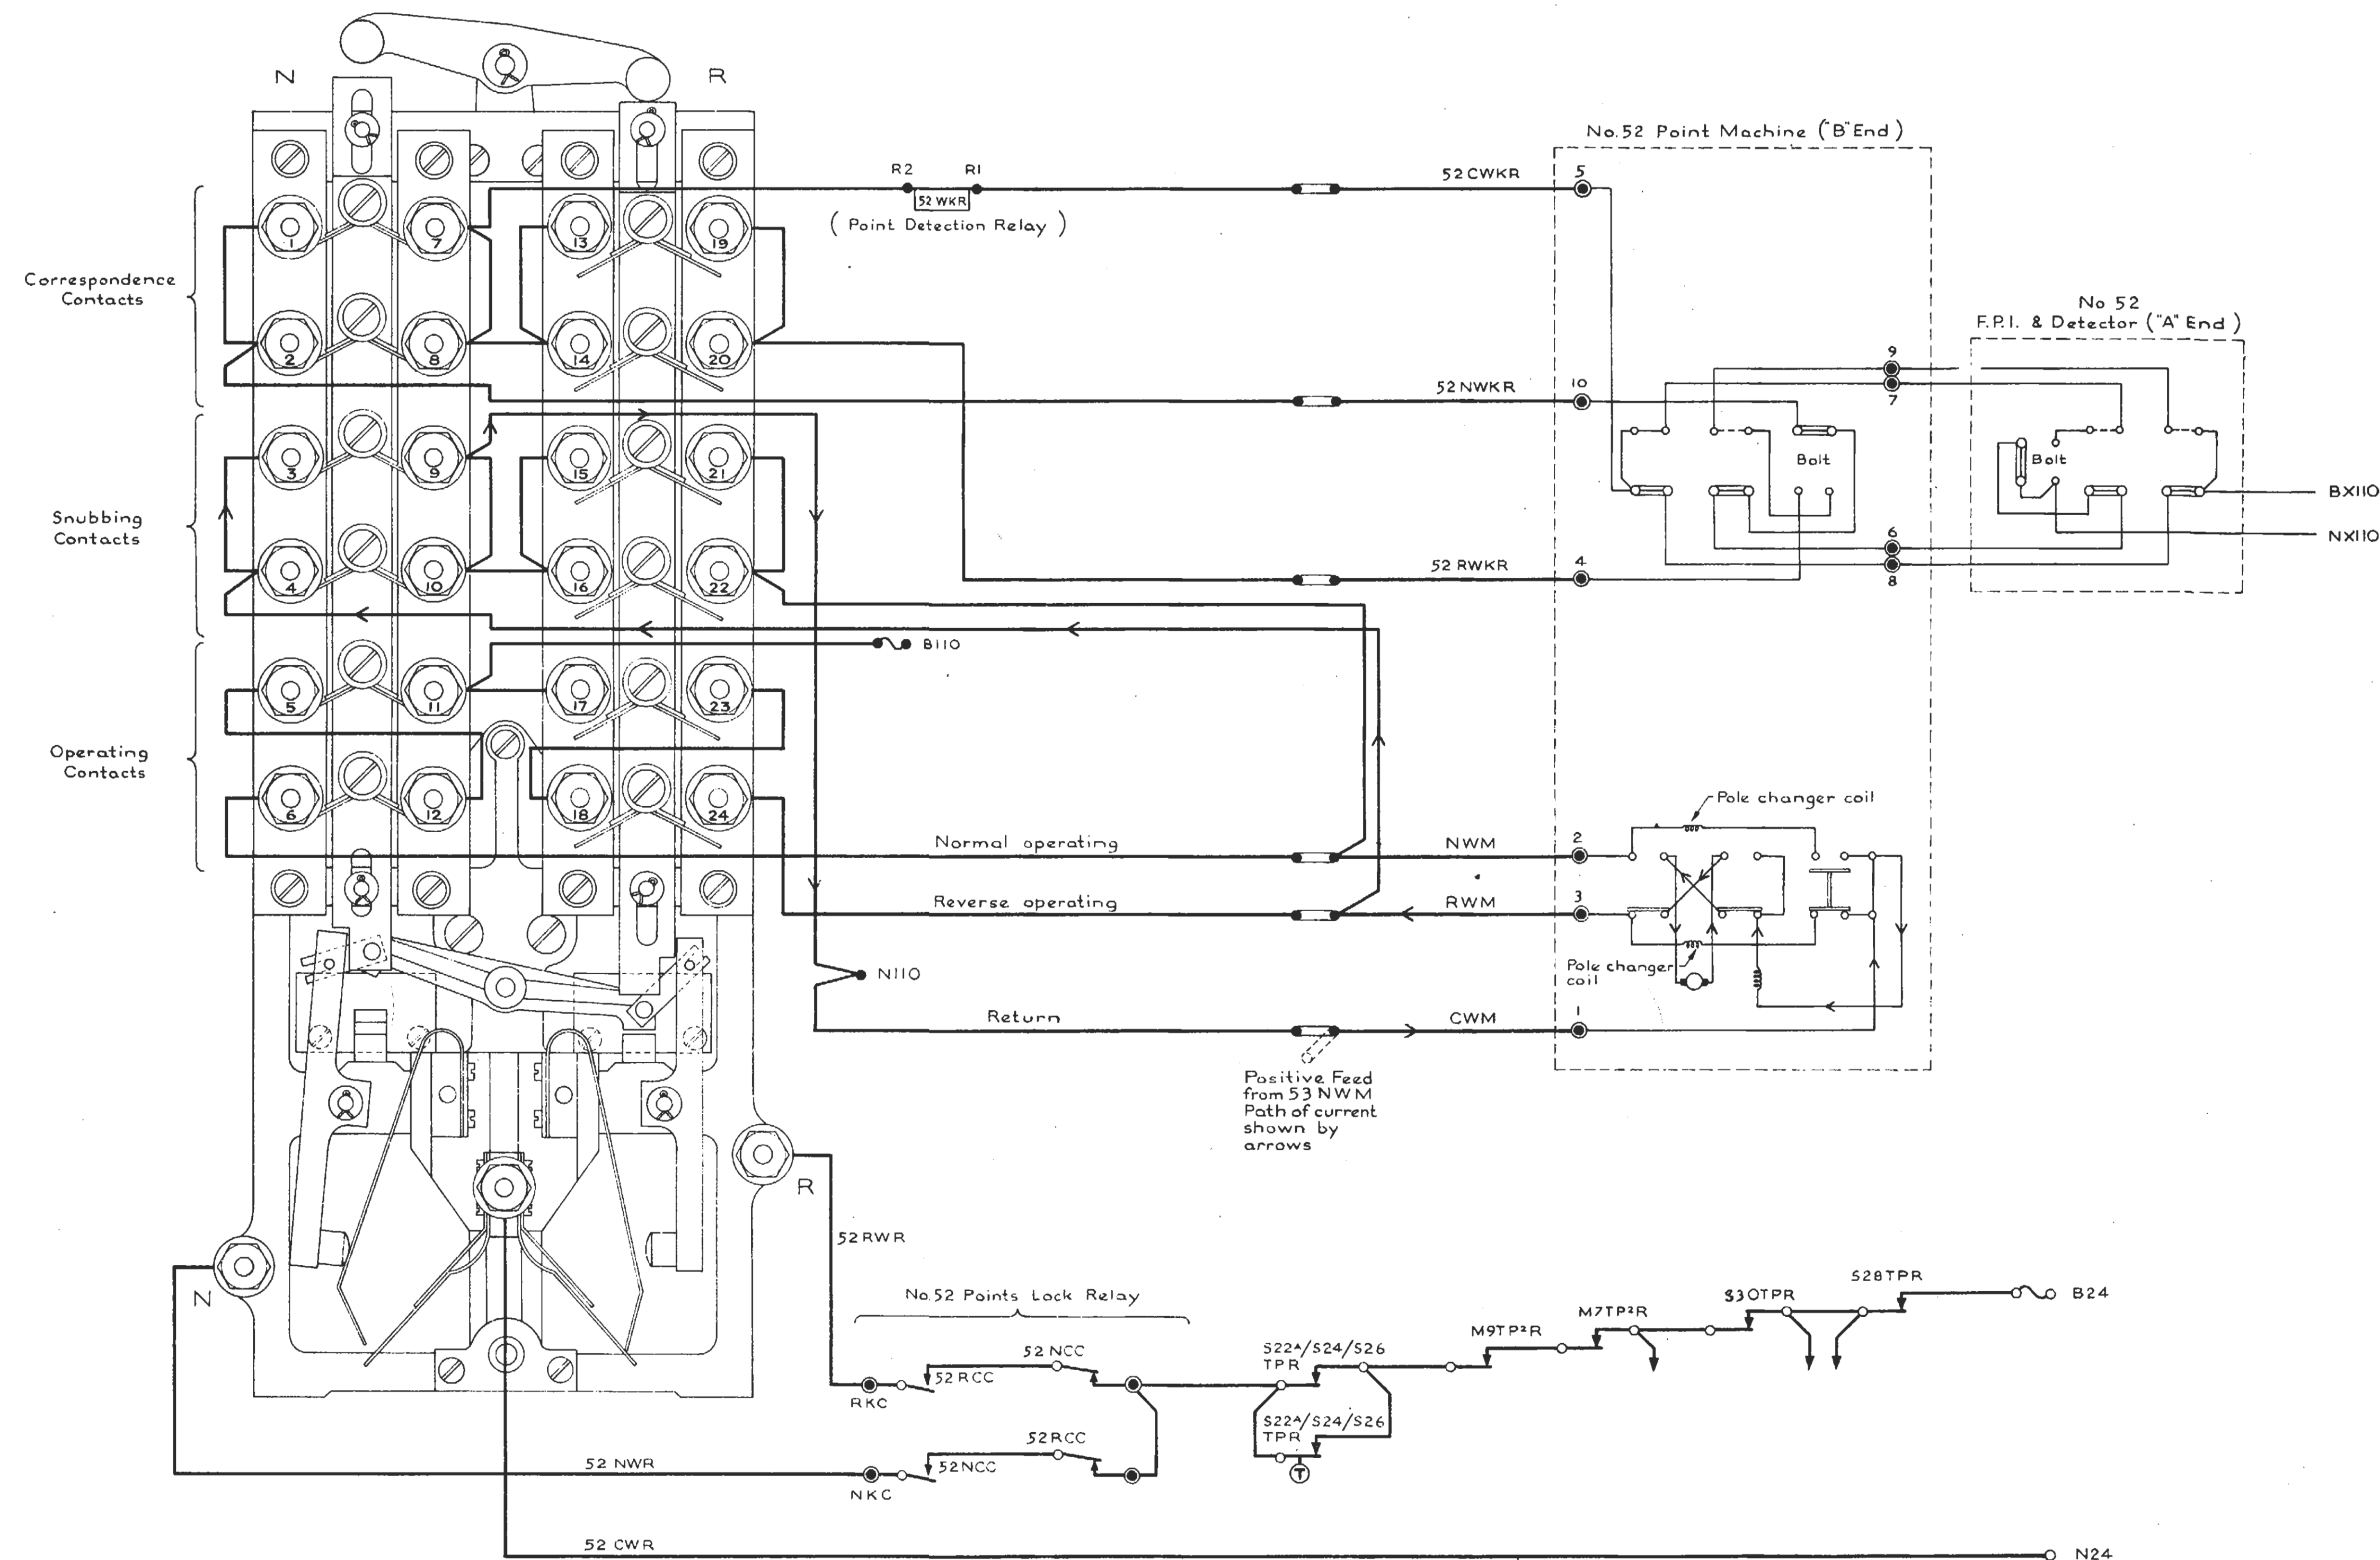 N
R
No.52 Point Machine ("B" End)
R2
R1
52 CWKR
5
52 WKR
(Point Detection Relay)
1
7
13
19
Correspondence
Contacts
No 52
F.P.I. & Detector ("A" End)
2
8
14
20
9
52 NWKR
10
7
Bolt
Bolt
3
9
15
21
BX110
Snubbing
Contacts
NX110
6
52 RWKR
4
8
4
10
16
22
B110
5
11
17
23
Operating
Contacts
6
12
18
24
Pole changer coil
Normal operating
NWM
2
Reverse operating
RWM
3
N110
Pole changer
coil
Return
CWM
1
Positive Feed
from 53 NWM
Path of current
shown by
arrows
R
N
52 RWR
No.52 Points Lock Relay
S28TPR
B24
S30TPR
M7TP²R
M9TP²R
S22ᴬ/S24/S26
TPR
52 NCC
52 RCC
RKC
S22ᴬ/S24/S26
TPR
T
52 RCC
52 NCC
52 NWR
NKC
52 CWR
N24